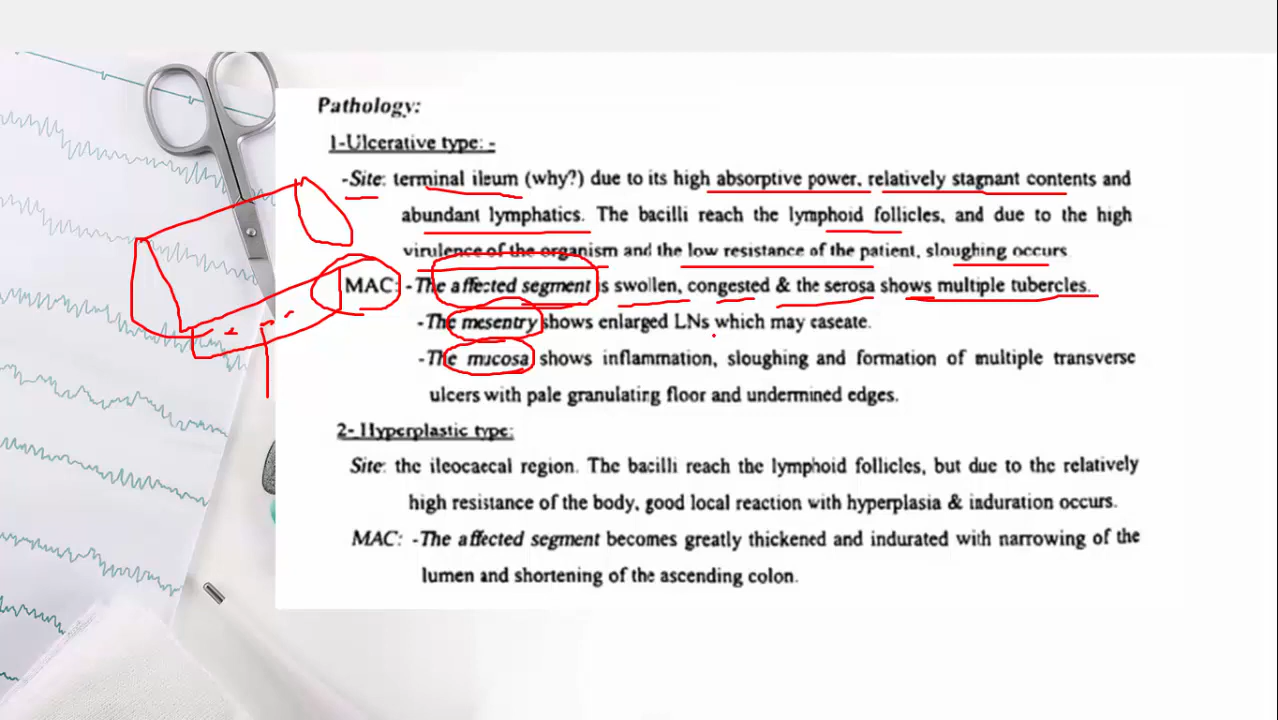 Pathology:
1-Ulcerative type: -
-Site: terminal ileum (why?) due to its high absorptive power, relatively stagnant contents and
abundant lymphatics. The bacilli reach the lymphoid follicles, and due to the high
virulence of the organism and the low resistance of the patient, sloughing occurs
MAC: - The affected segment is swollen, congested & the serosa shows multiple tubercles.
-The mesentry shows enlarged LNs which may caseate.
-The mucosa shows inflammation, sloughing and formation of multiple transverse
ulcers with pale granulating floor and undermined edges.
2- Hyperplastic type:
Site: the ileocaecal region. The bacilli reach the lymphoid follicles, but due to the relatively
high resistance of the body, good local reaction with hyperplasia & induration occurs.
MAC: -The affected segment becomes greatly thickened and indurated with narrowing of the
lumen and shortening of the ascending colon.